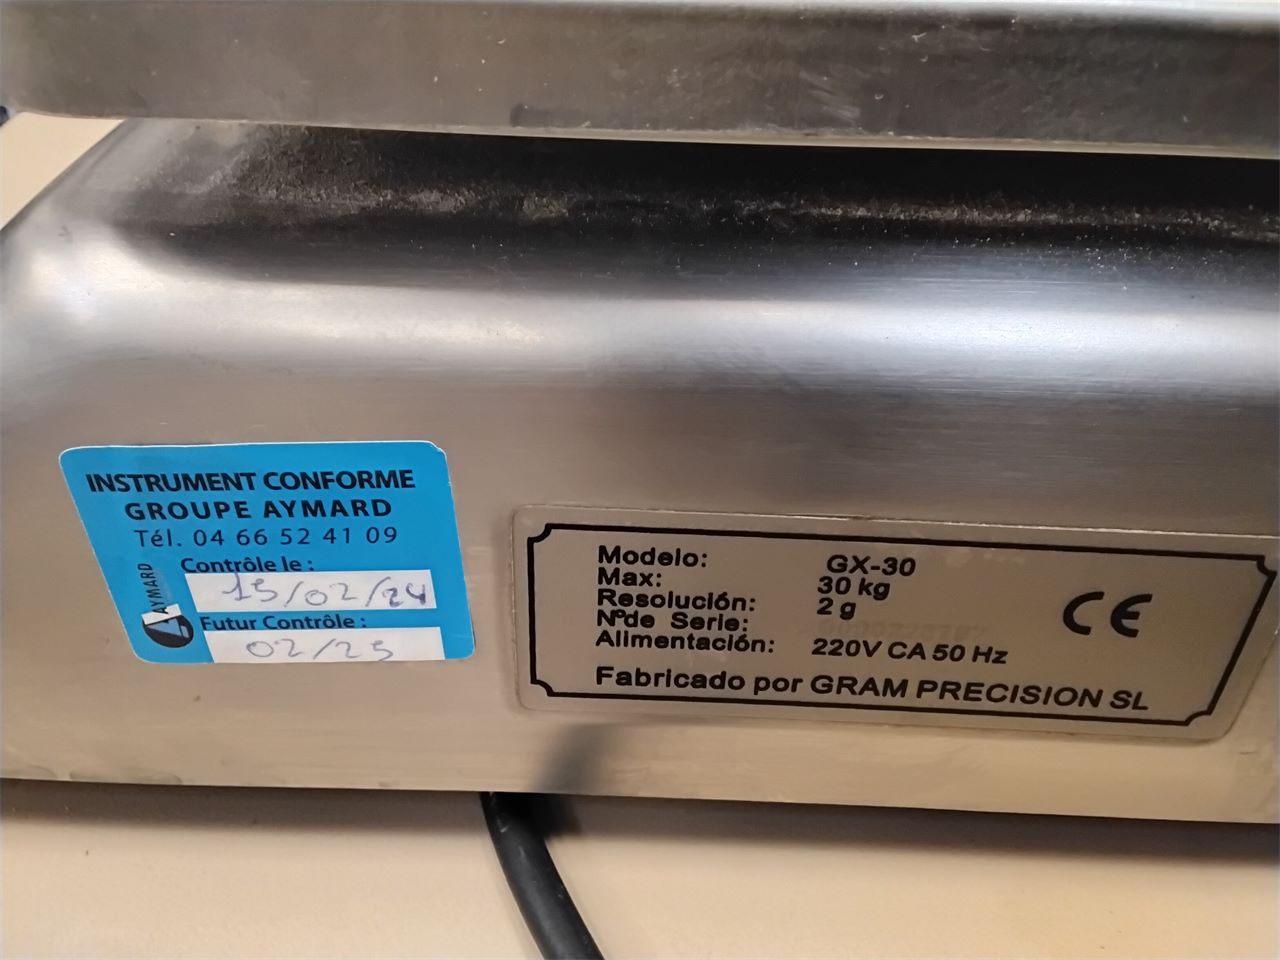 INSTRUMENT CONFORME
GROUPE AYMARD
Tél. 04 66 52 41 09
AYMARD
Contrôle le :
15/02/24
Futur Contrôle :
02/25
Modelo: GX-30
Max: 30 kg
Resolución: 2 g
Nºde Serie:
Alimentación: 220V CA 50 Hz
Fabricado por GRAM PRECISION SL
CE